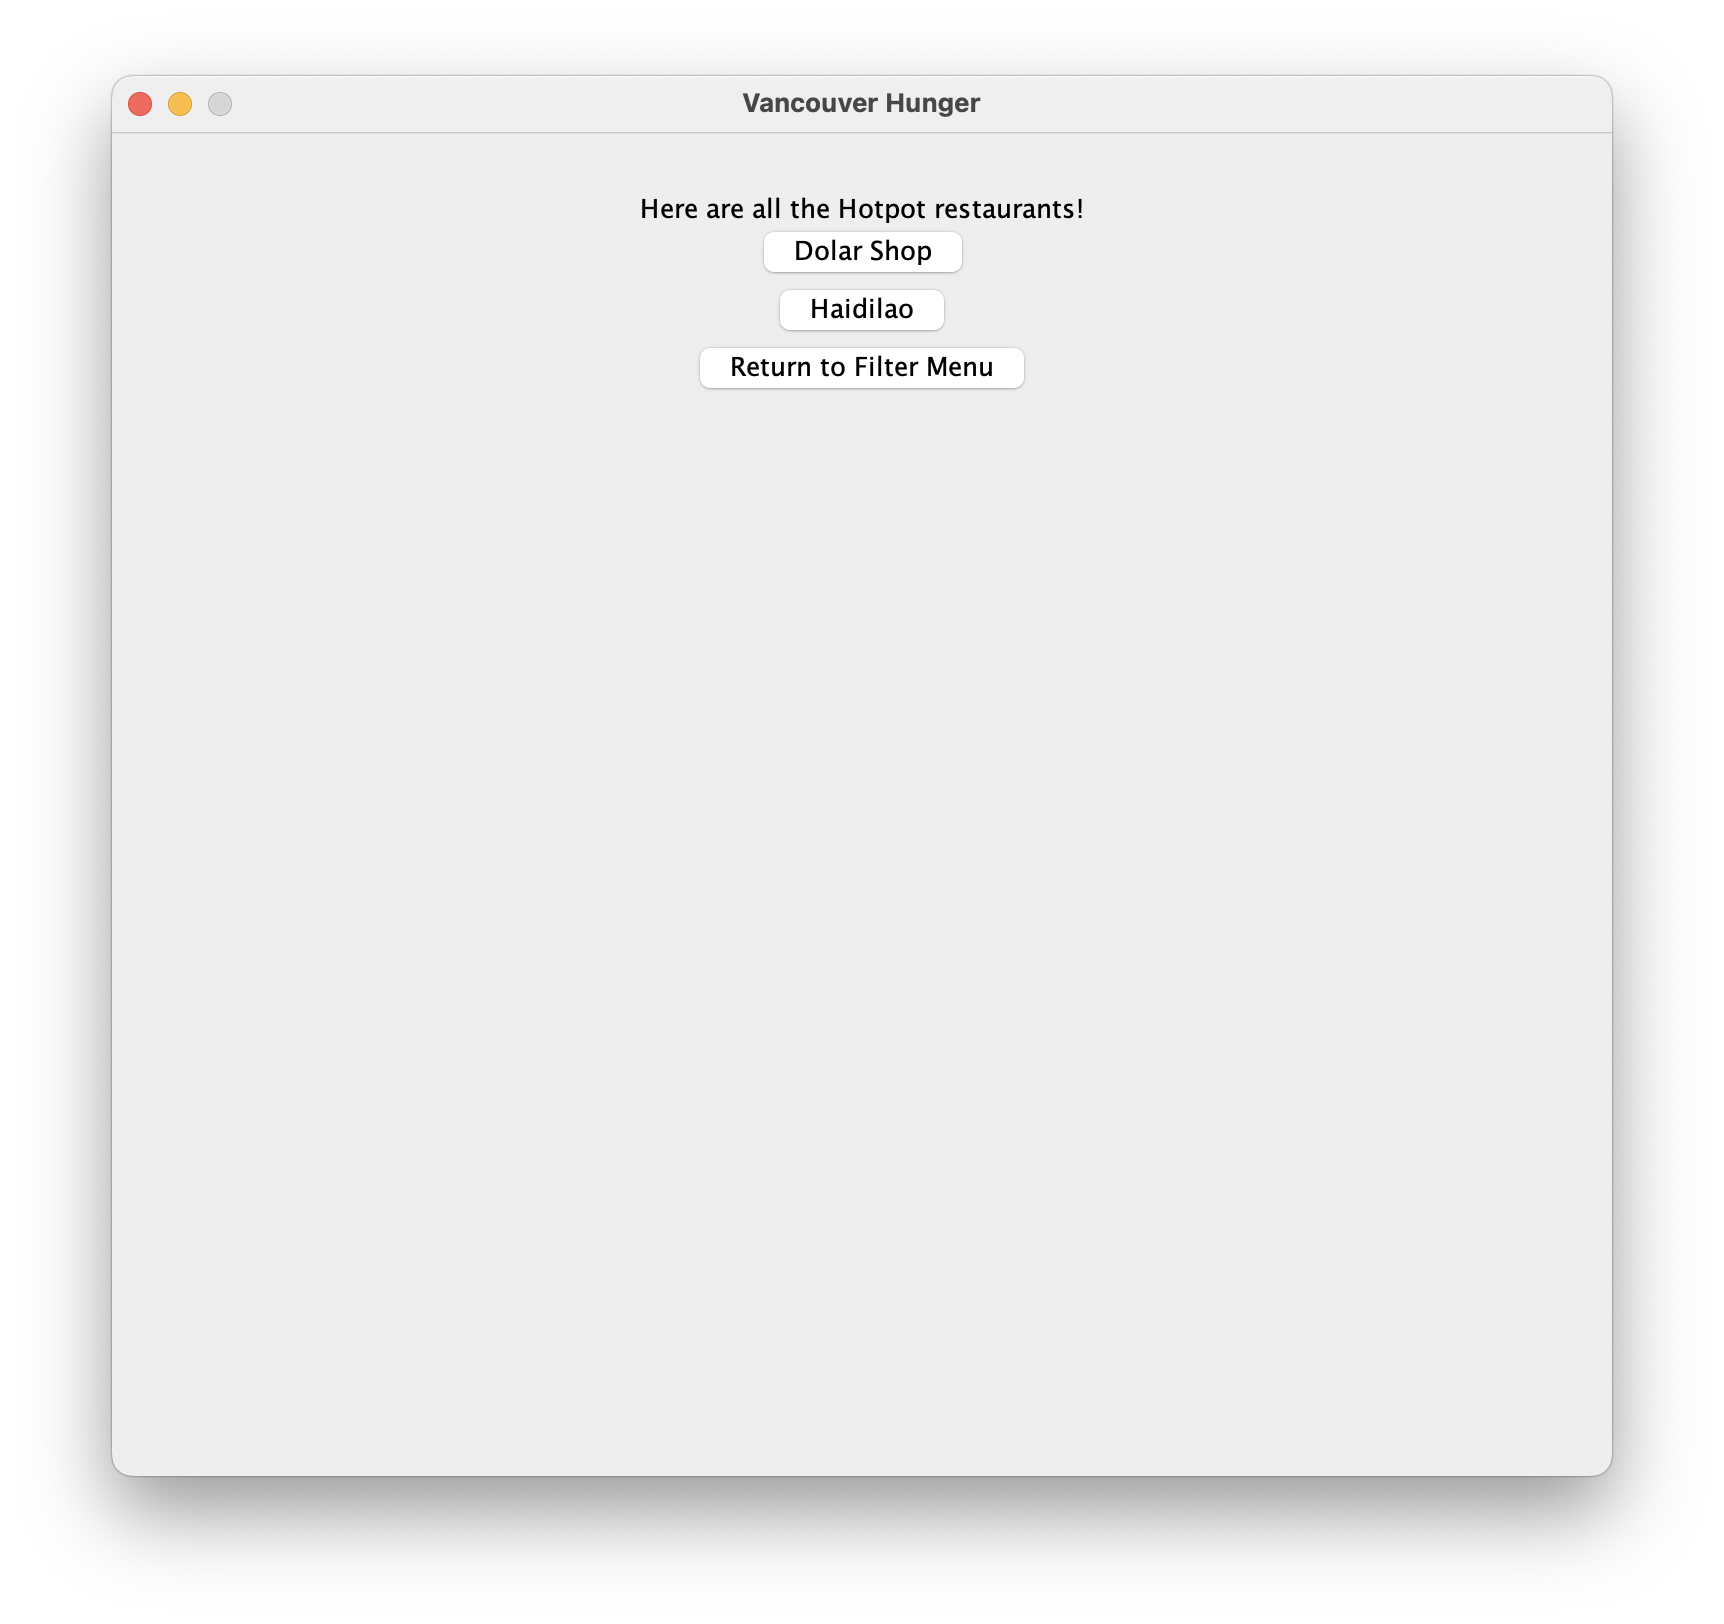 Vancouver Hunger
Here are all the Hotpot restaurants!
Dolar Shop
Haidilao
Return to Filter Menu